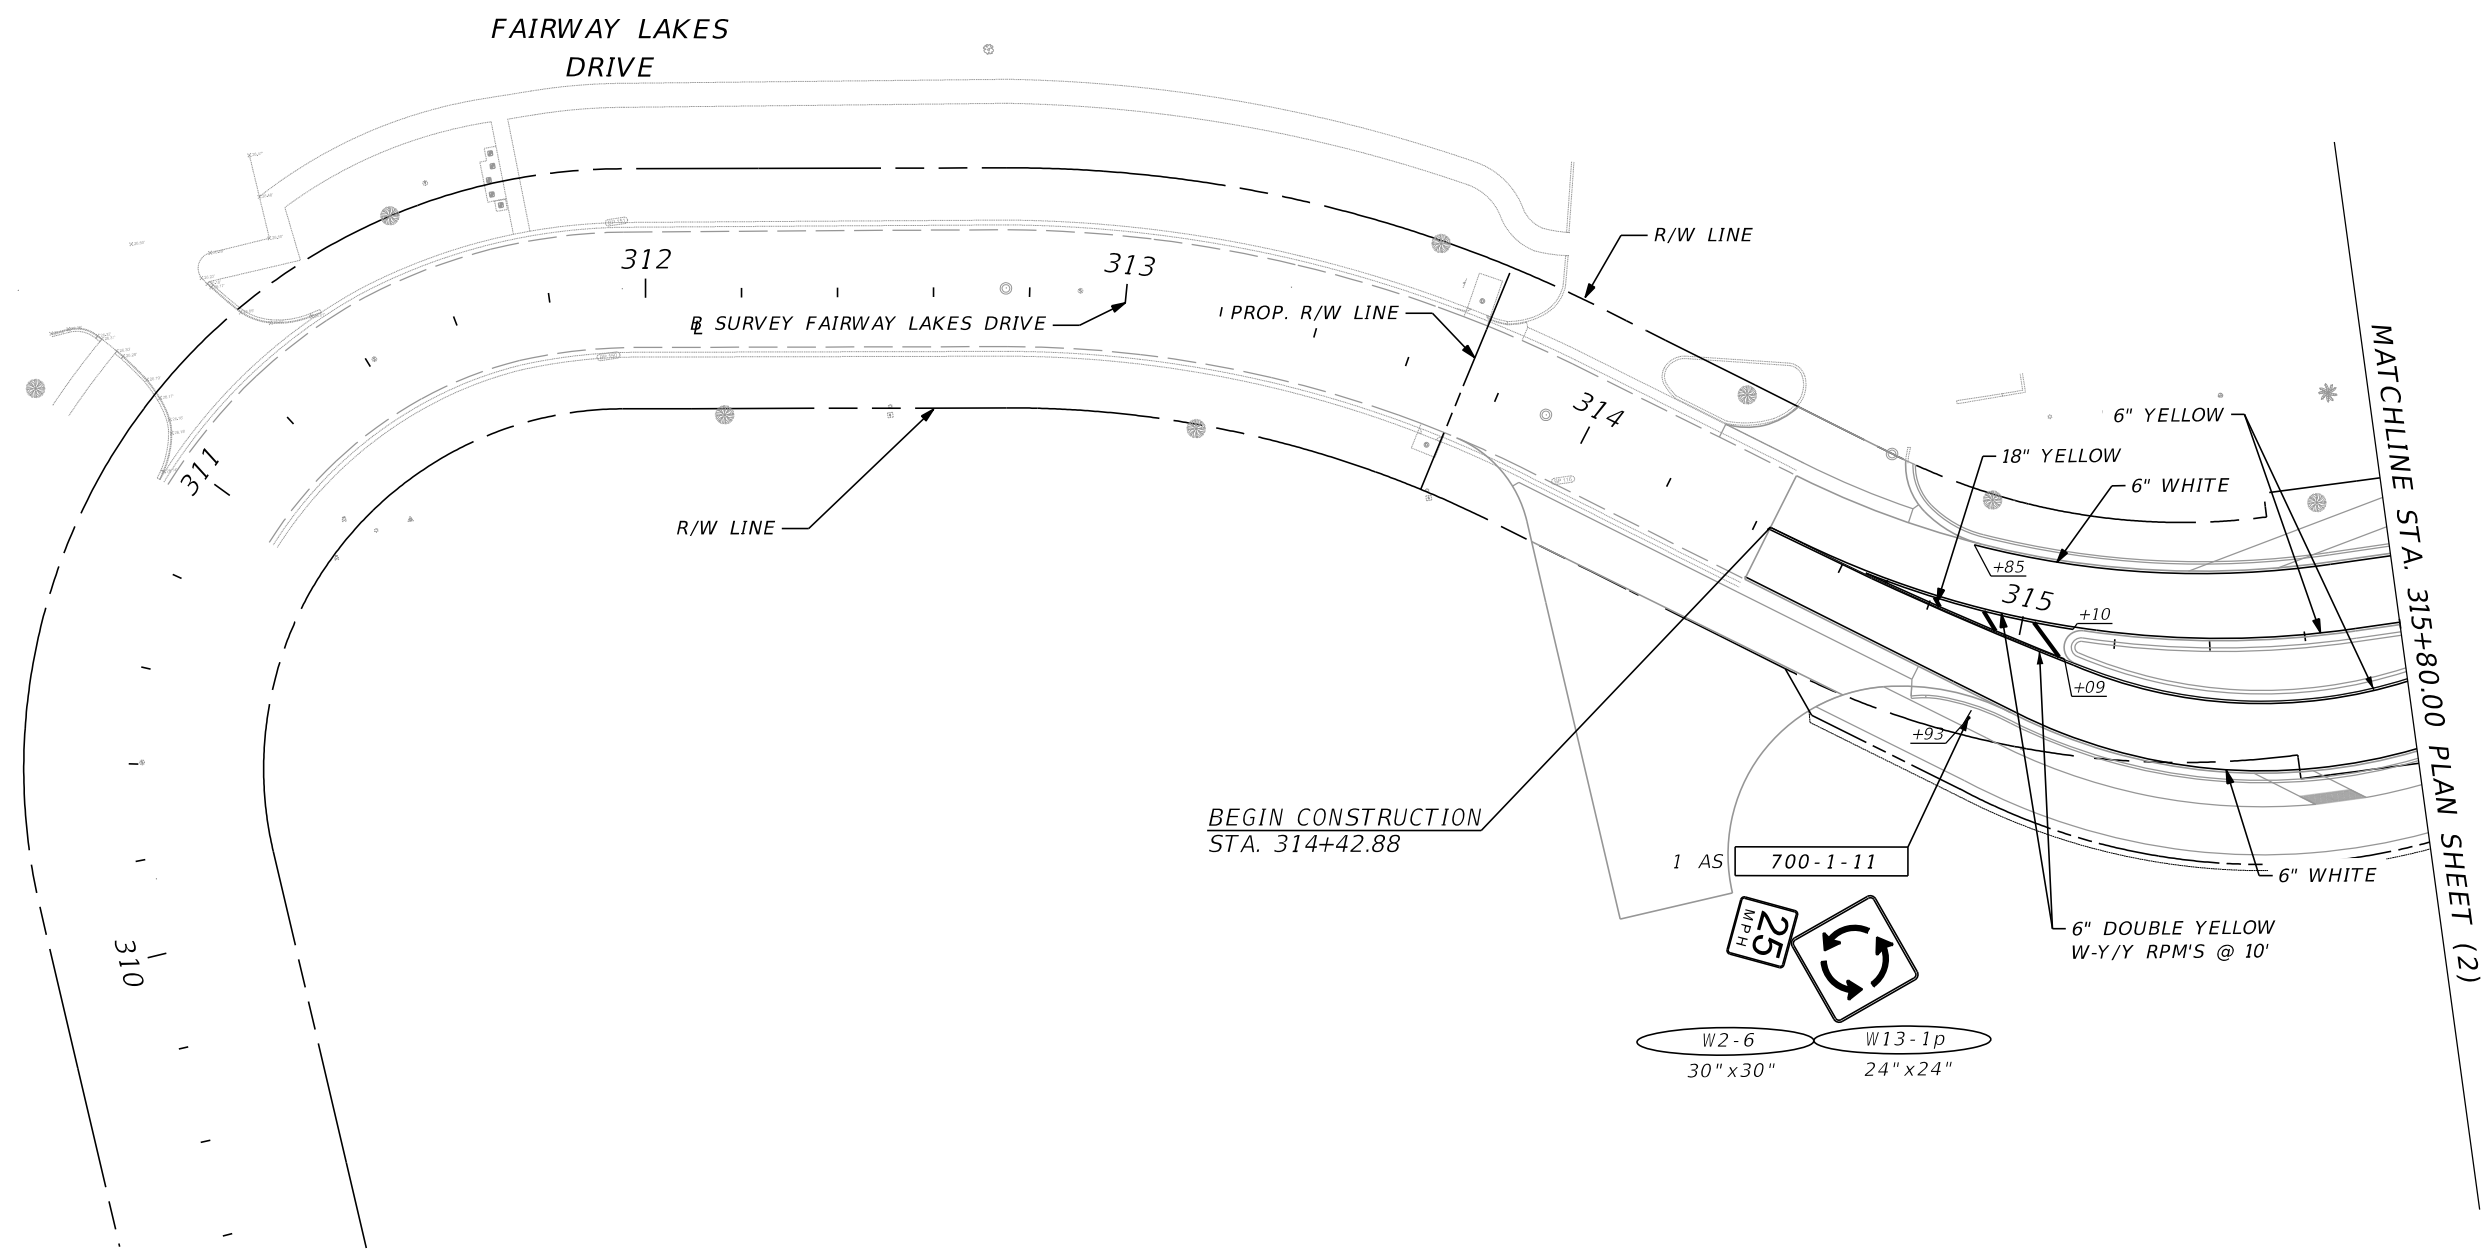 FAIRWAY LAKES
DRIVE
312
313
R/W LINE
PROP. R/W LINE
BL SURVEY FAIRWAY LAKES DRIVE
314
311
R/W LINE
6" YELLOW
18" YELLOW
6" WHITE
+85
315
+10
+09
+93
MATCHLINE STA. 315+80.00 PLAN SHEET (2)
BEGIN CONSTRUCTION
STA. 314+42.88
1 AS 700-1-11
6" WHITE
25
MPH
6" DOUBLE YELLOW
W-Y/Y RPM'S @ 10'
310
W2-6 W13-1p
30"x30" 24"x24"